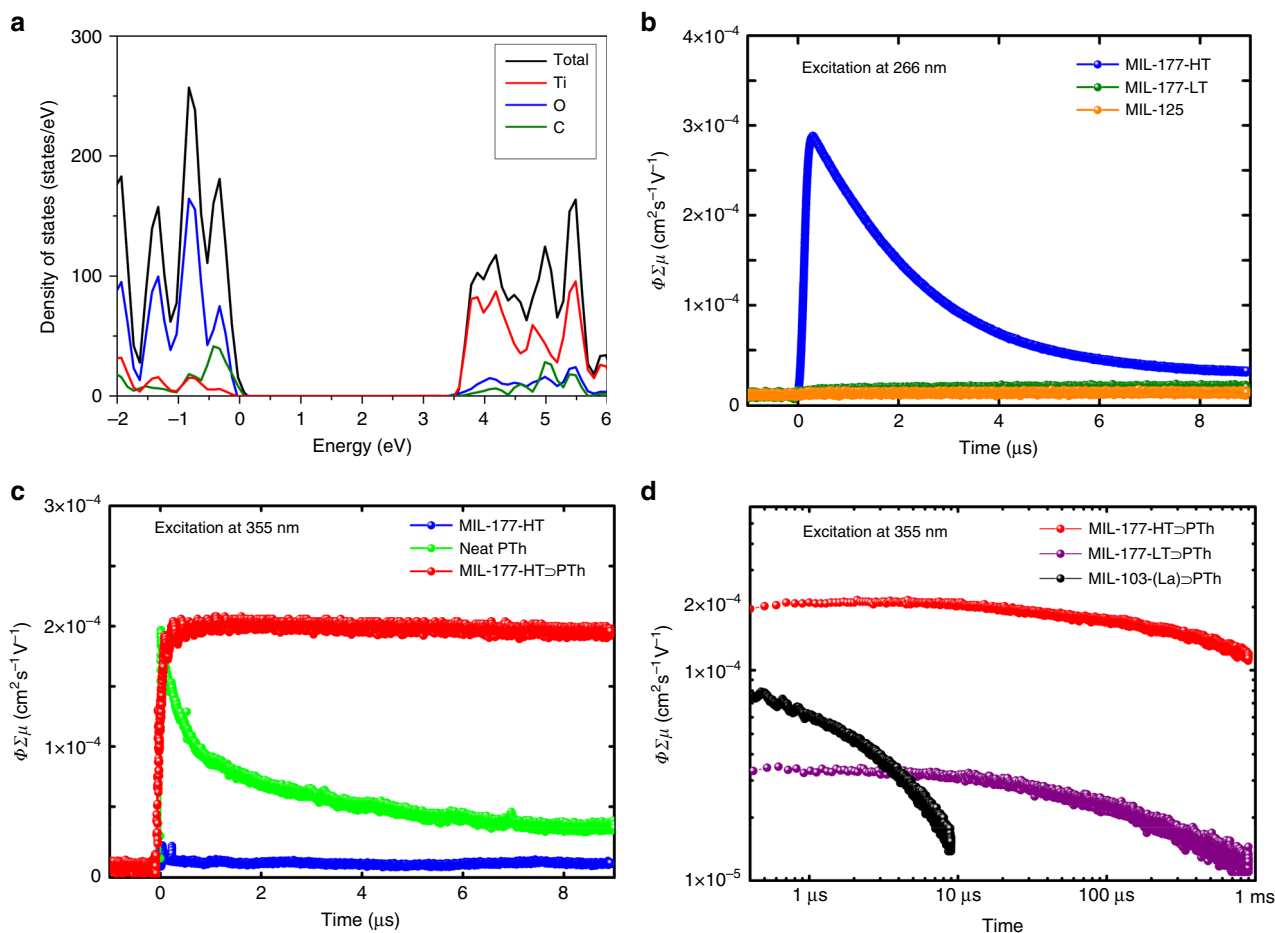 a
Density of states (states/eV)
300
200
100
0
–2
–1
0
1
2
3
4
5
6
Energy (eV)
Total
Ti
O
C
b
ΦΣμ (cm²s⁻¹V⁻¹)
4×10⁻⁴
3×10⁻⁴
2×10⁻⁴
1×10⁻⁴
0
0
2
4
6
8
Time (μs)
Excitation at 266 nm
MIL-177-HT
MIL-177-LT
MIL-125
c
ΦΣμ (cm²s⁻¹V⁻¹)
3×10⁻⁴
2×10⁻⁴
1×10⁻⁴
0
0
2
4
6
8
Time (μs)
Excitation at 355 nm
MIL-177-HT
Neat PTh
MIL-177-HT⊃PTh
d
ΦΣμ (cm²s⁻¹V⁻¹)
2×10⁻⁴
1×10⁻⁴
1×10⁻⁵
1 μs
10 μs
100 μs
1 ms
Time
Excitation at 355 nm
MIL-177-HT⊃PTh
MIL-177-LT⊃PTh
MIL-103-(La)⊃PTh